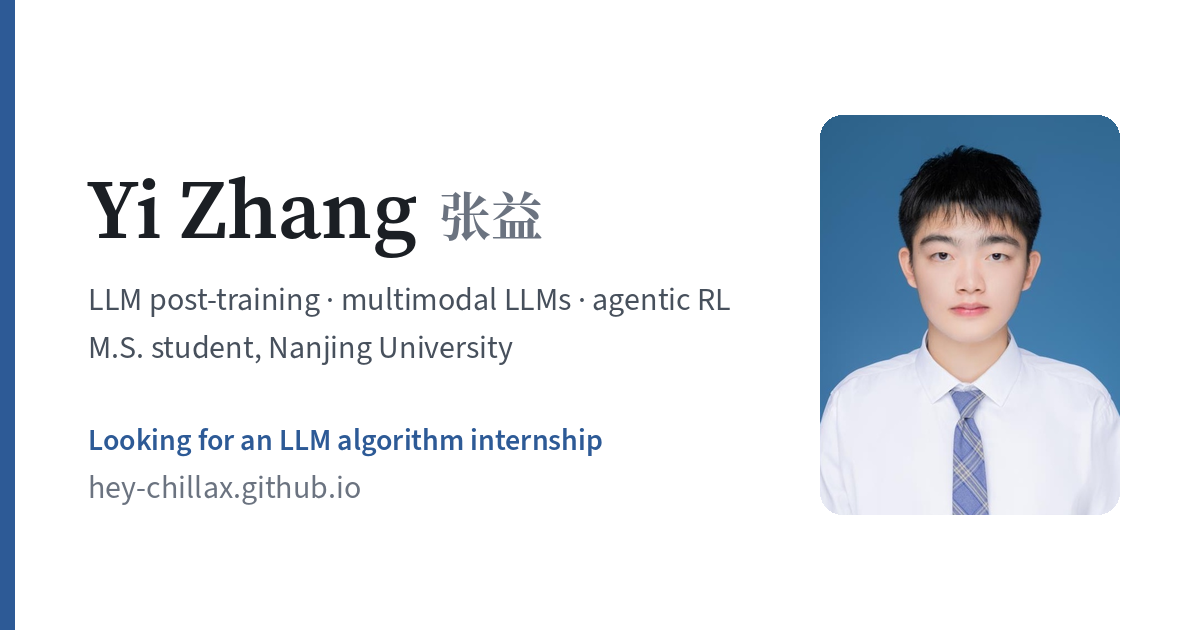 Yi Zhang 张益
LLM post-training · multimodal LLMs · agentic RL
M.S. student, Nanjing University
Looking for an LLM algorithm internship
hey-chillax.github.io